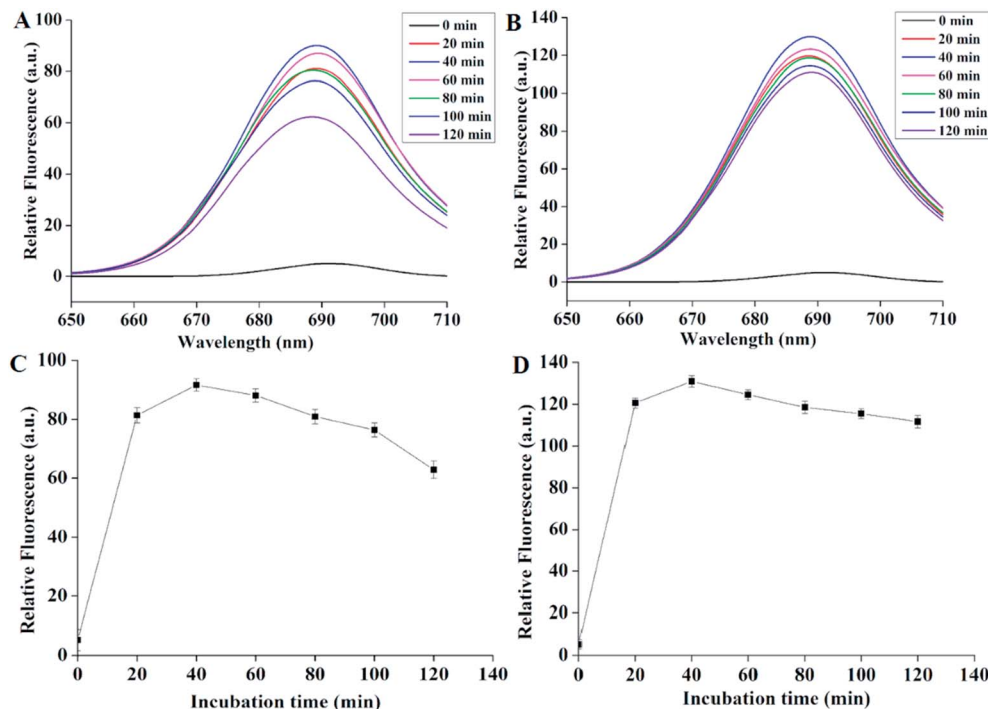 A
Relative Fluorescence (a.u.)
100
80
60
40
20
0
0 min
20 min
40 min
60 min
80 min
100 min
120 min
650 660 670 680 690 700 710
Wavelength (nm)
B
Relative Fluorescence (a.u.)
140
120
100
80
60
40
20
0
0 min
20 min
40 min
60 min
80 min
100 min
120 min
650 660 670 680 690 700 710
Wavelength (nm)
C
Relative Fluorescence (a.u.)
100
80
60
40
20
0
0 20 40 60 80 100 120 140
Incubation time (min)
D
Relative Fluorescence (a.u.)
140
120
100
80
60
40
20
0
0 20 40 60 80 100 120 140
Incubation time (min)